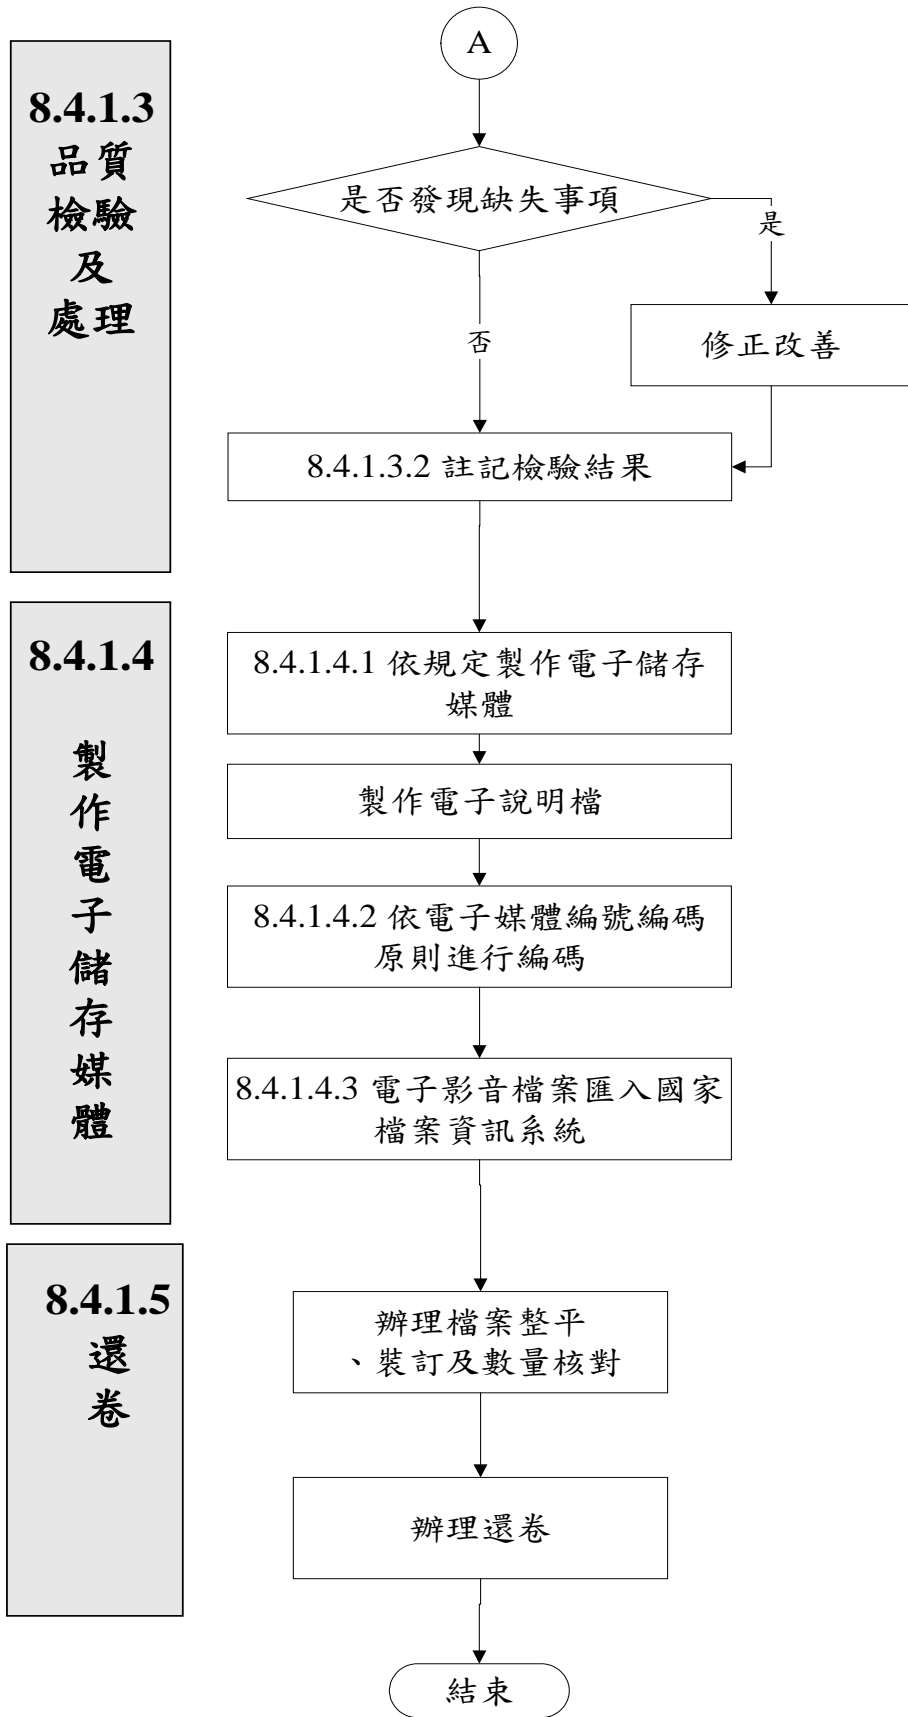 A
8.4.1.3
品質
檢驗
及
處理
是否發現缺失事項
是
修正改善
否
8.4.1.3.2 註記檢驗結果
8.4.1.4
製
作
電
子
儲
存
媒
體
8.4.1.4.1 依規定製作電子儲存
媒體
製作電子說明檔
8.4.1.4.2 依電子媒體編號編碼
原則進行編碼
8.4.1.4.3 電子影音檔案匯入國家
檔案資訊系統
8.4.1.5
還
卷
辦理檔案整平
、裝訂及數量核對
辦理還卷
結束